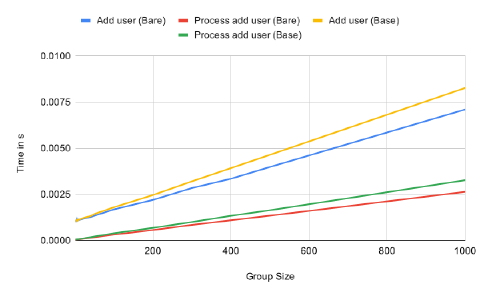 Add user (Bare) Process add user (Bare) Add user (Base)
Process add user (Base)
0.0100
0.0075
0.0050
0.0025
0.0000
Time in s
200 400 600 800 1000
Group Size